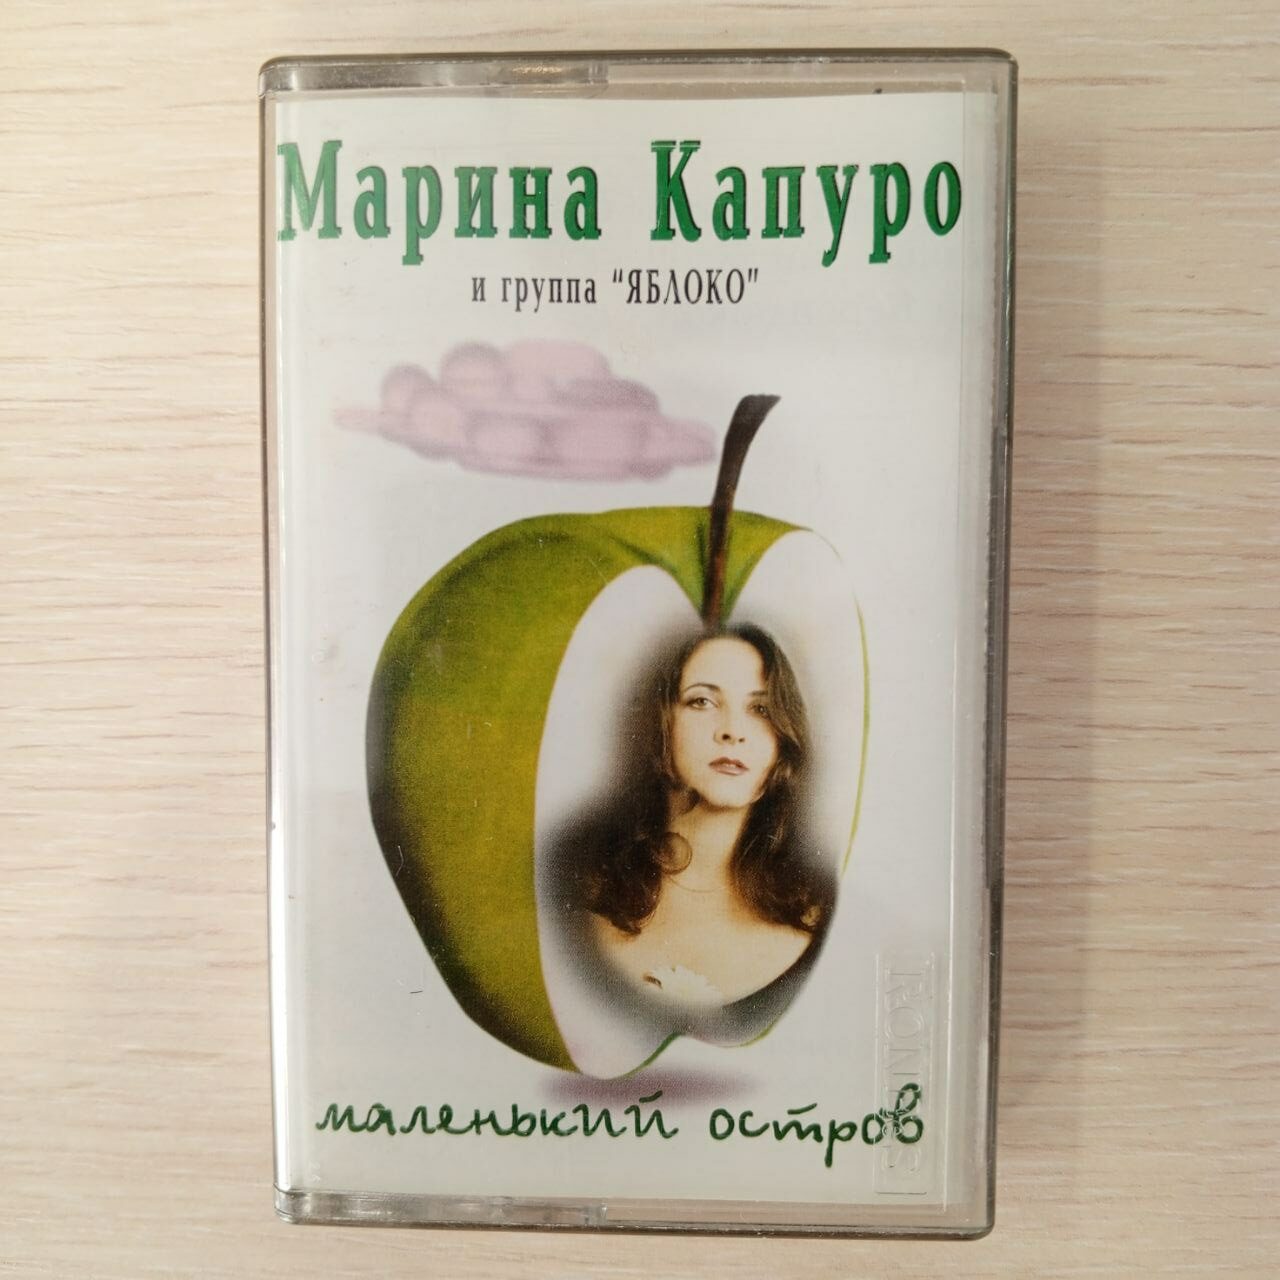 Марина Капуро
и группа “ЯБЛОКО”
маленький остров